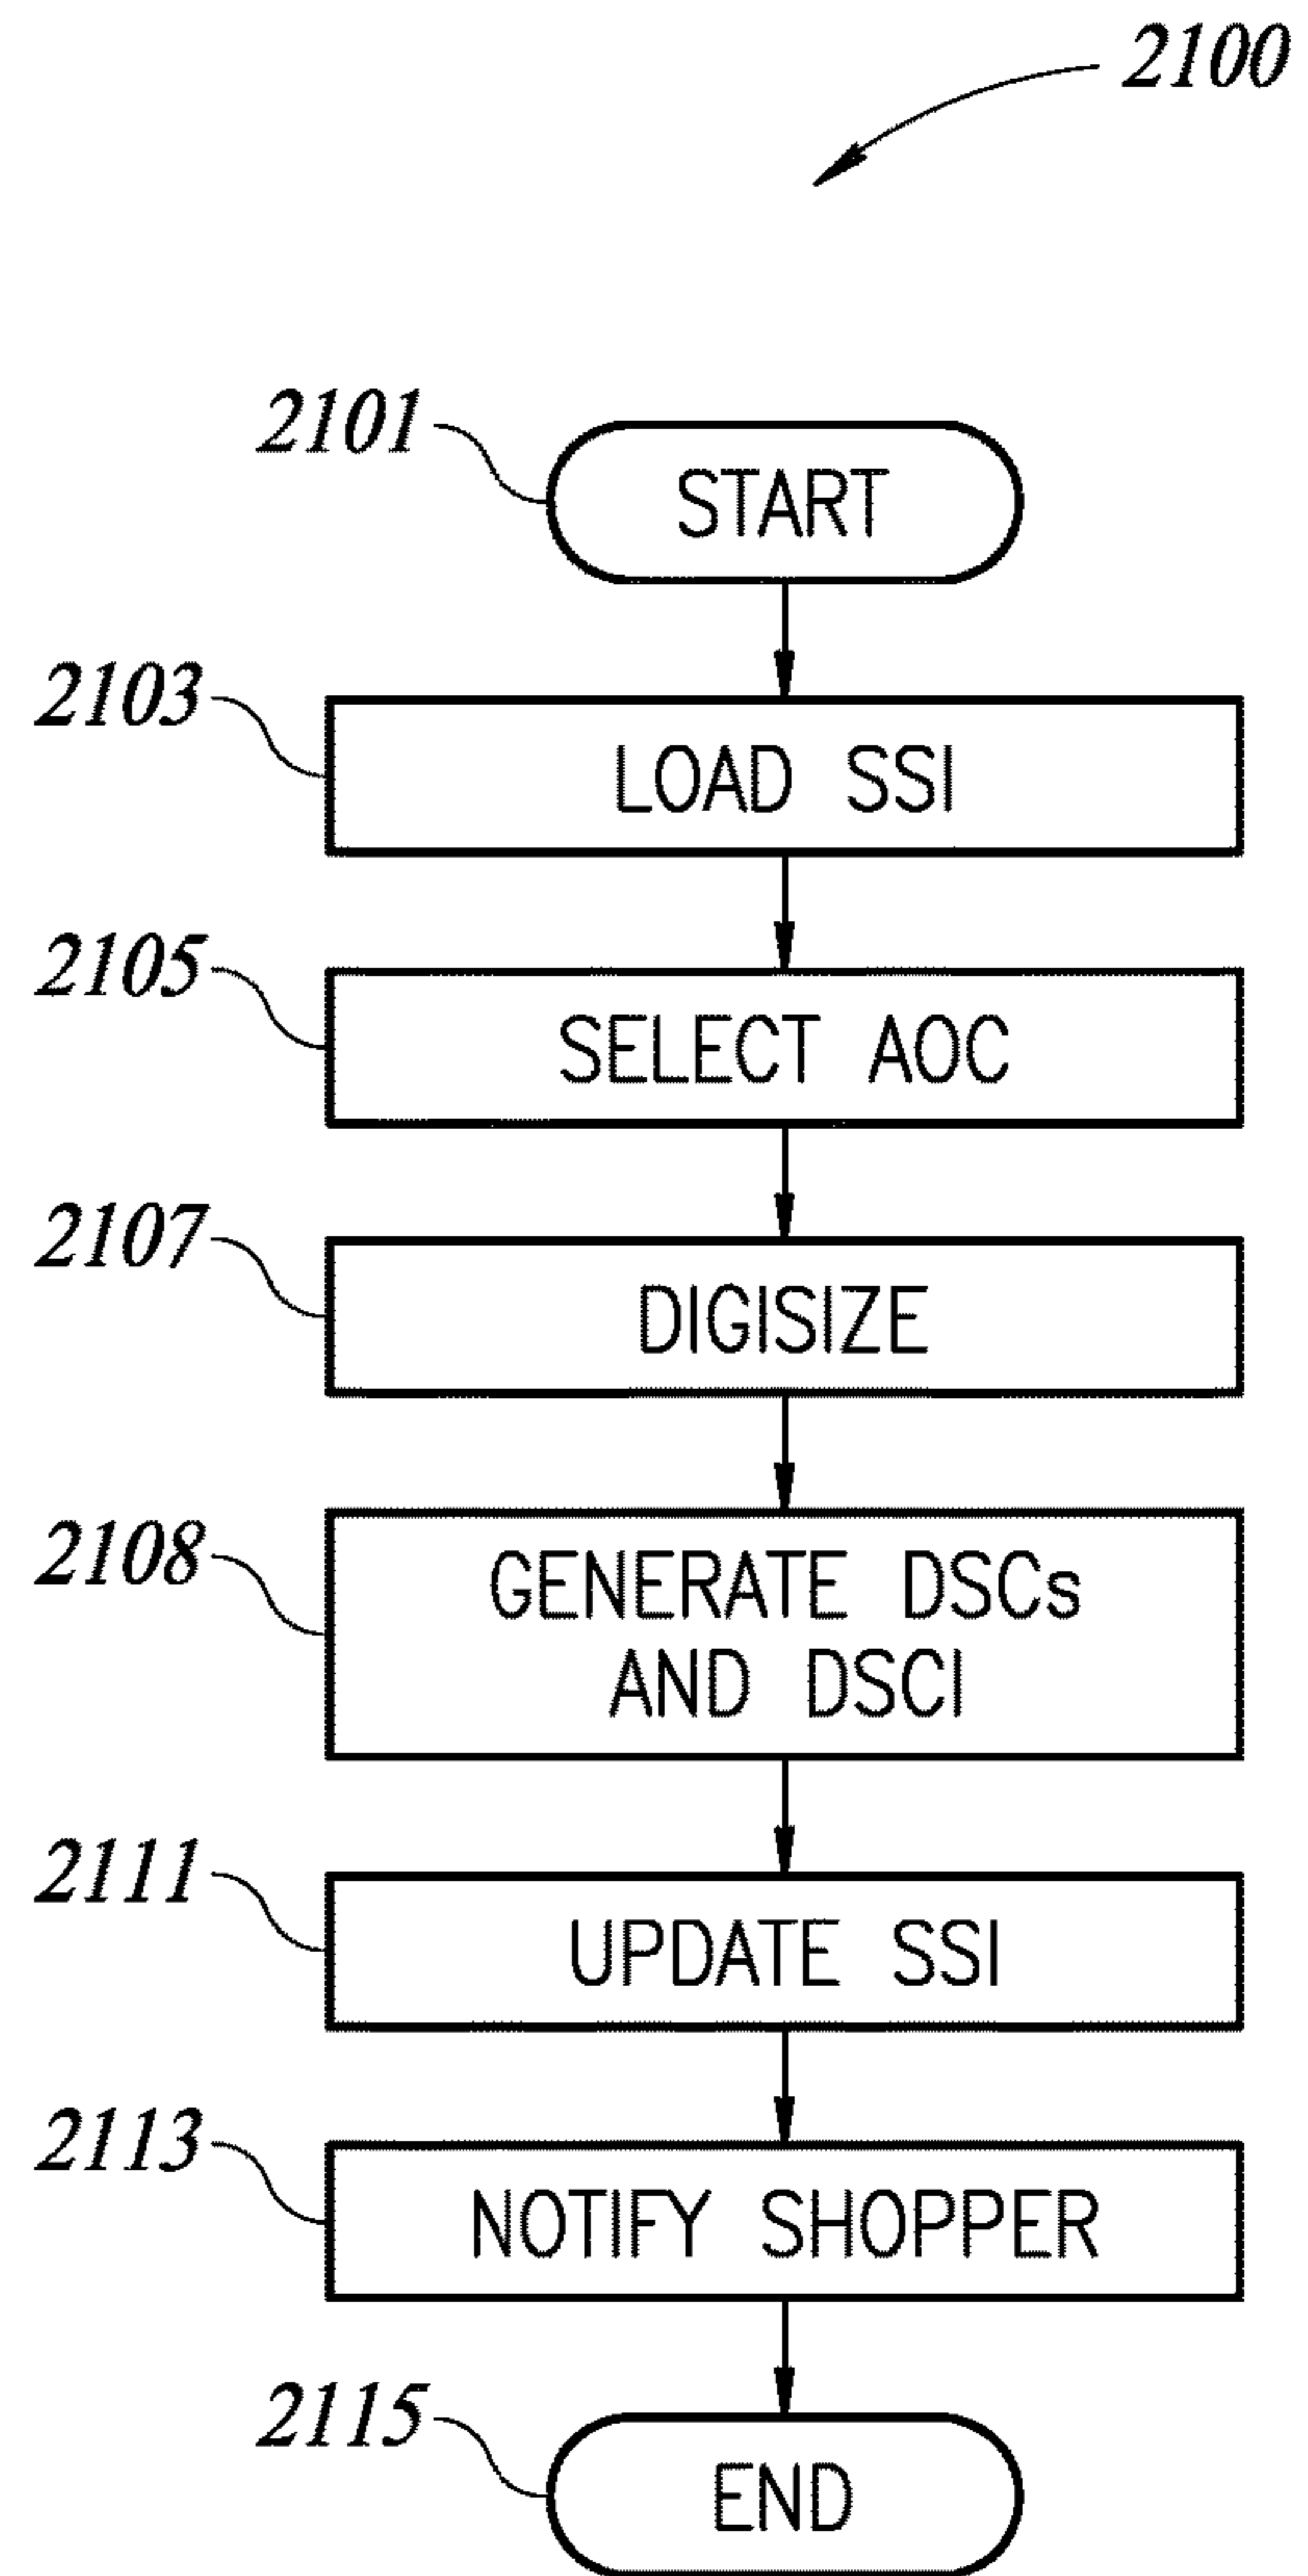 2100
2101
START
2103
LOAD SSI
2105
SELECT AOC
2107
DIGISIZE
2108
GENERATE DSCs
AND DSCI
2111
UPDATE SSI
2113
NOTIFY SHOPPER
2115
END